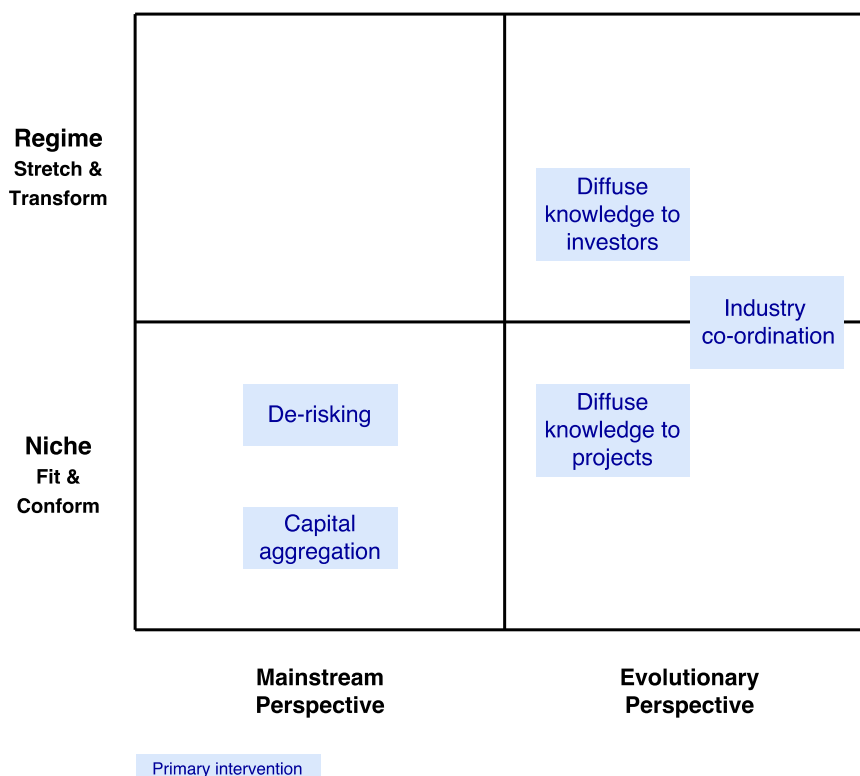 Regime
Stretch &
Transform
Diffuse
knowledge to
investors
Industry
co-ordination
Niche
Fit &
Conform
De-risking
Capital
aggregation
Diffuse
knowledge to
projects
Mainstream
Perspective
Evolutionary
Perspective
Primary intervention